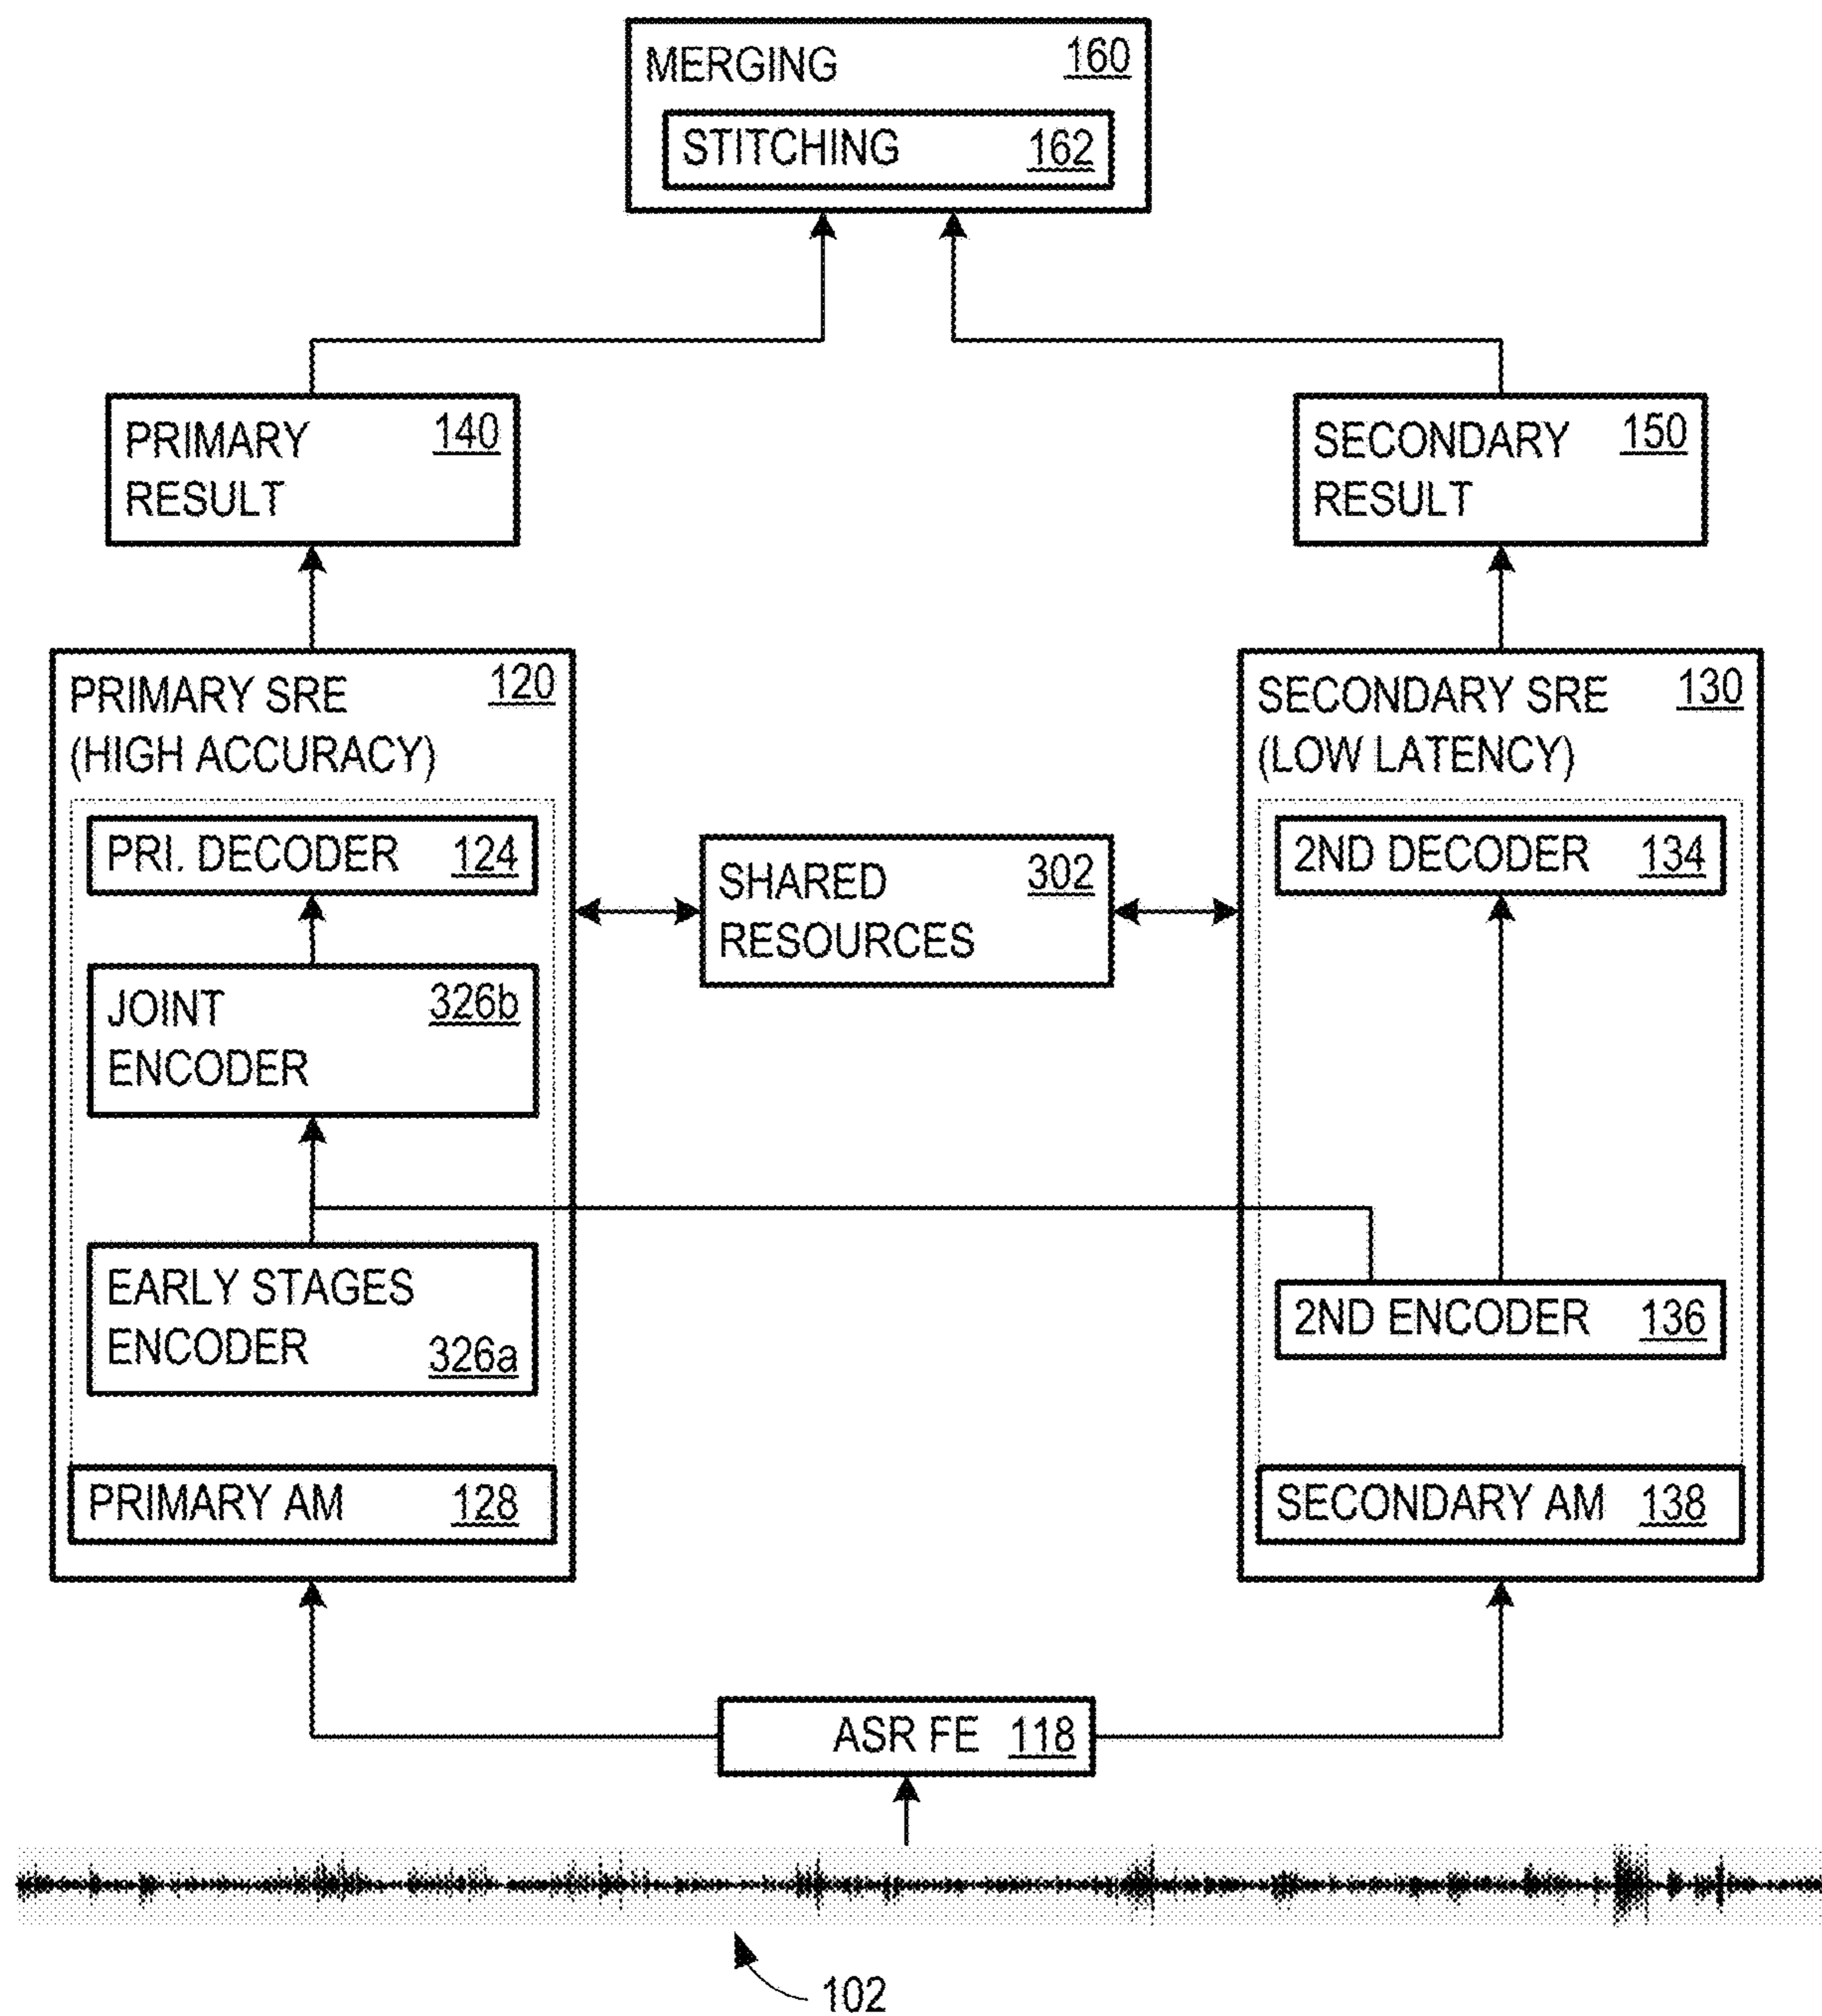 MERGING 160
STITCHING 162
PRIMARY 140
RESULT
SECONDARY 150
RESULT
PRIMARY SRE 120
(HIGH ACCURACY)
SECONDARY SRE 130
(LOW LATENCY)
PRI. DECODER 124
SHARED 302
RESOURCES
2ND DECODER 134
JOINT 326b
ENCODER
EARLY STAGES
ENCODER 326a
2ND ENCODER 136
PRIMARY AM 128
SECONDARY AM 138
ASR FE 118
102